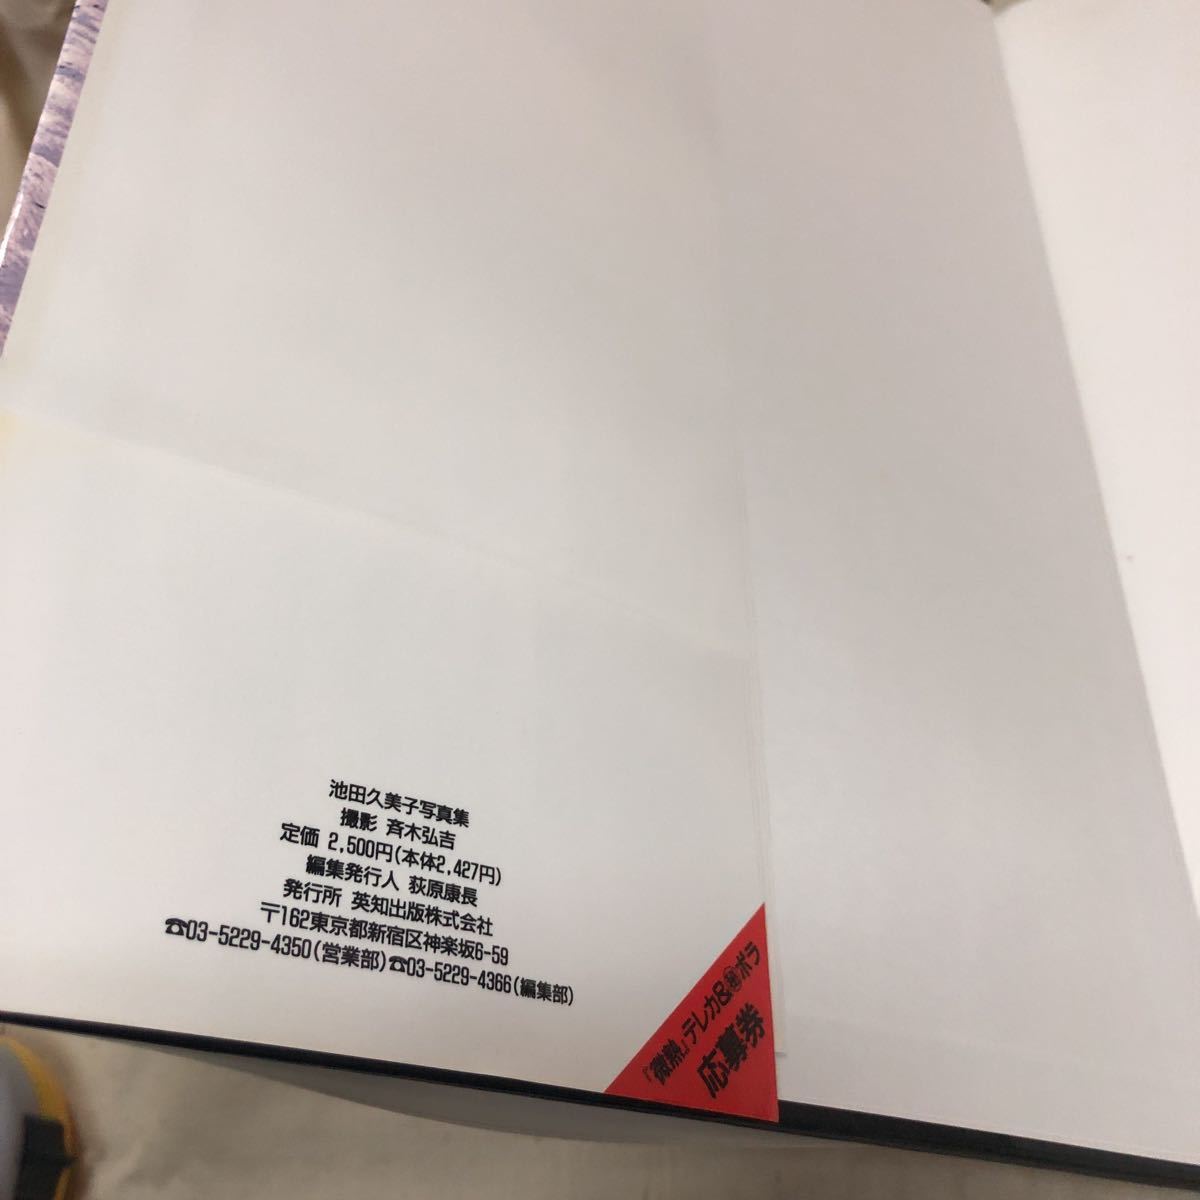 池田久美子写真集
撮影 斉木弘吉
定価 2,500円(本体2,427円)
編集発行人 荻原康長
発行所 英知出版株式会社
〒162東京都新宿区神楽坂6-59
☎03-5229-4350(営業部)☎03-5229-4366(編集部)
『微熱』テレカ&㊙ポラ
応募券